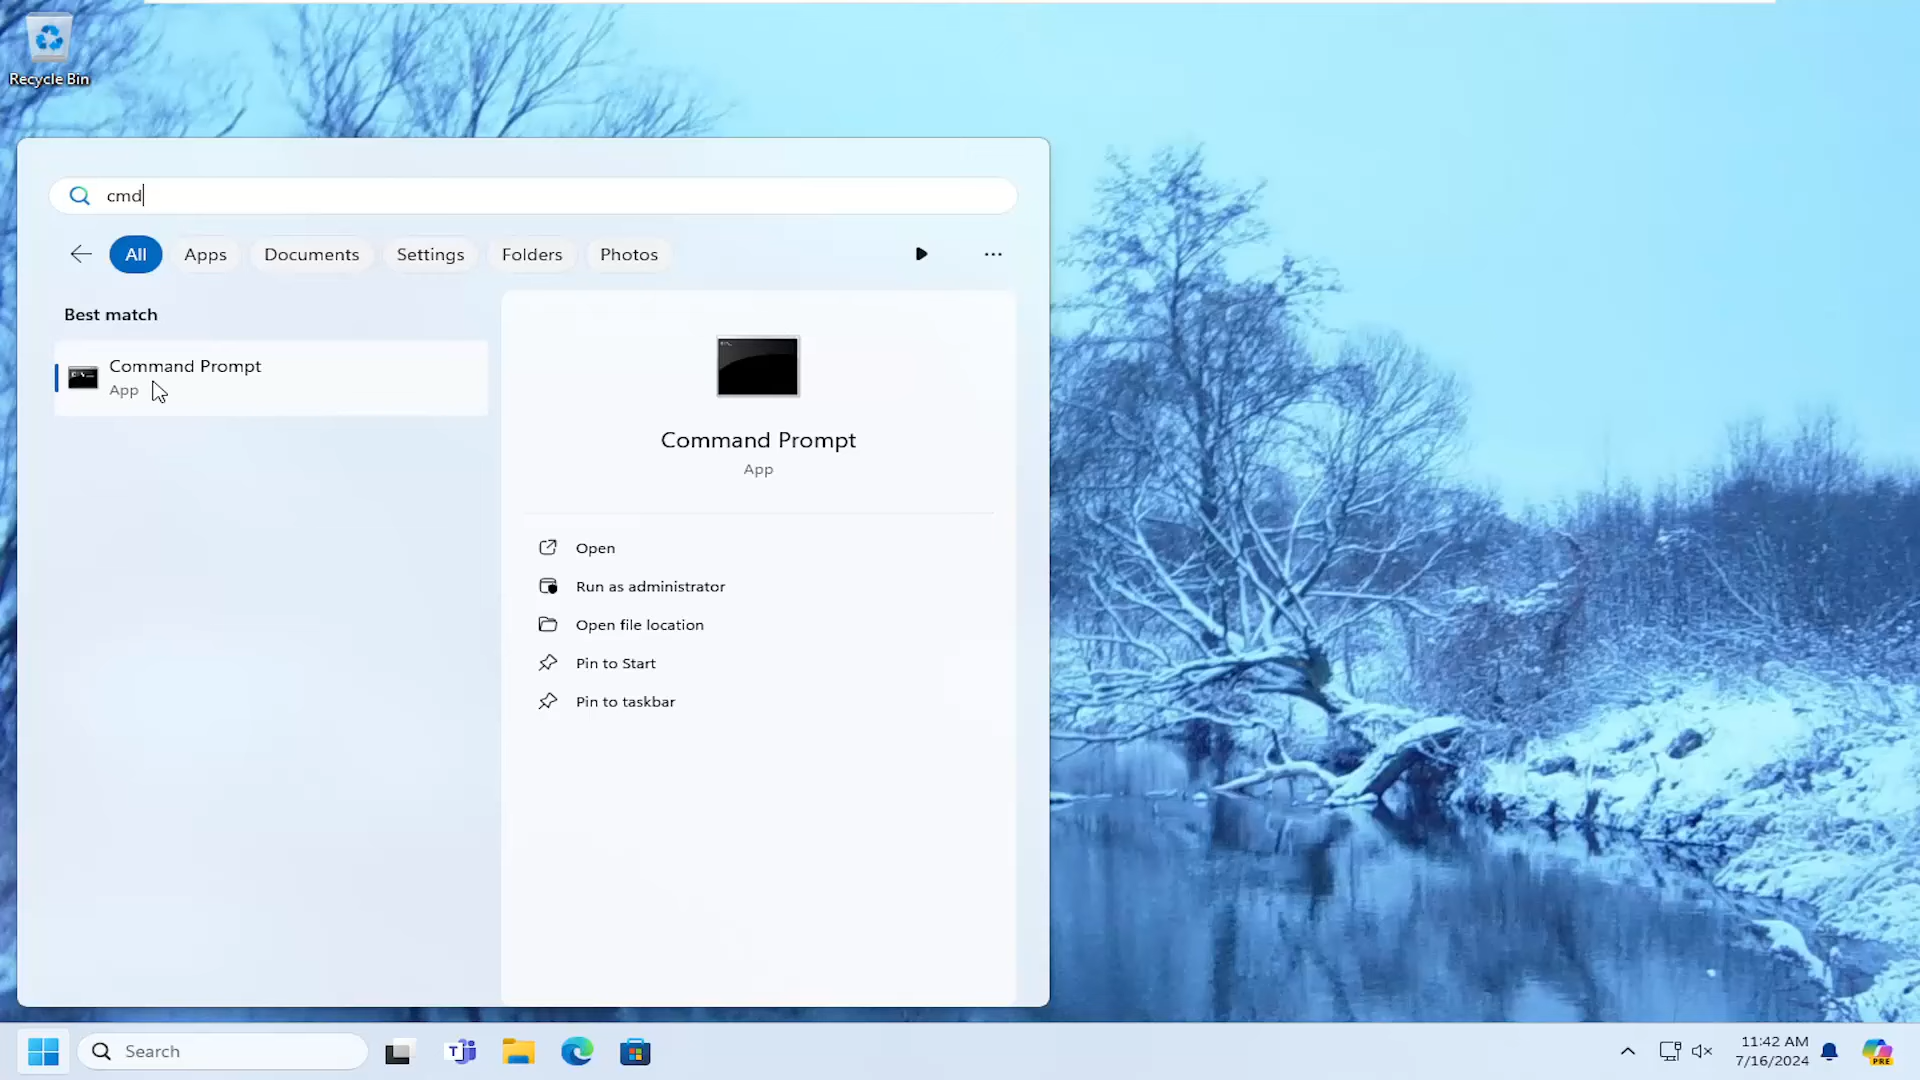 Recycle Bin
cmd
All
Apps
Documents
Settings
Folders
Photos
Best match
Command Prompt
App
Command Prompt
App
Open
Run as administrator
Open file location
Pin to Start
Pin to taskbar
Search
11:42 AM
7/16/2024
PRE